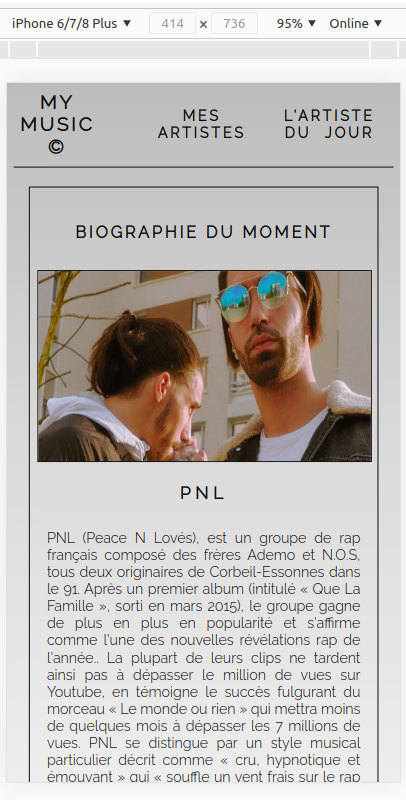 iPhone 6/7/8 Plus ▼ 414 × 736 95% ▼ Online ▼
MY
MUSIC
©
MES
ARTISTES
L'ARTISTE
DU JOUR
BIOGRAPHIE DU MOMENT
PNL
PNL (Peace N Lovés), est un groupe de rap
français composé des frères Ademo et N.O.S,
tous deux originaires de Corbeil-Essonnes dans
le 91. Après un premier album (intitulé « Que La
Famille », sorti en mars 2015), le groupe gagne
de plus en plus en popularité et s'affirme
comme l'une des nouvelles révélations rap de
l'année.. La plupart de leurs clips ne tardent
ainsi pas à dépasser le million de vues sur
Youtube, en témoigne le succès fulgurant du
morceau « Le monde ou rien » qui mettra moins
de quelques mois à dépasser les 7 millions de
vues. PNL se distingue par un style musical
particulier décrit comme « cru, hypnotique et
émouvant » qui « souffle un vent frais sur le rap